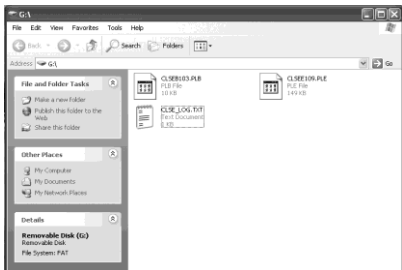 G:\
File Edit View Favorites Tools Help
Back Search Folders
Address G:\ Go
File and Folder Tasks
Make a new folder
Publish this folder to the Web
Share this folder
Other Places
My Computer
My Documents
My Network Places
Details
Removable Disk (G:)
Removable Disk
File System: FAT
CLSEB103.PLB
PLB File
10 KB
CLSEE109.PLE
PLE File
149 KB
CLSE_LOG.TXT
Text Document
1 KB